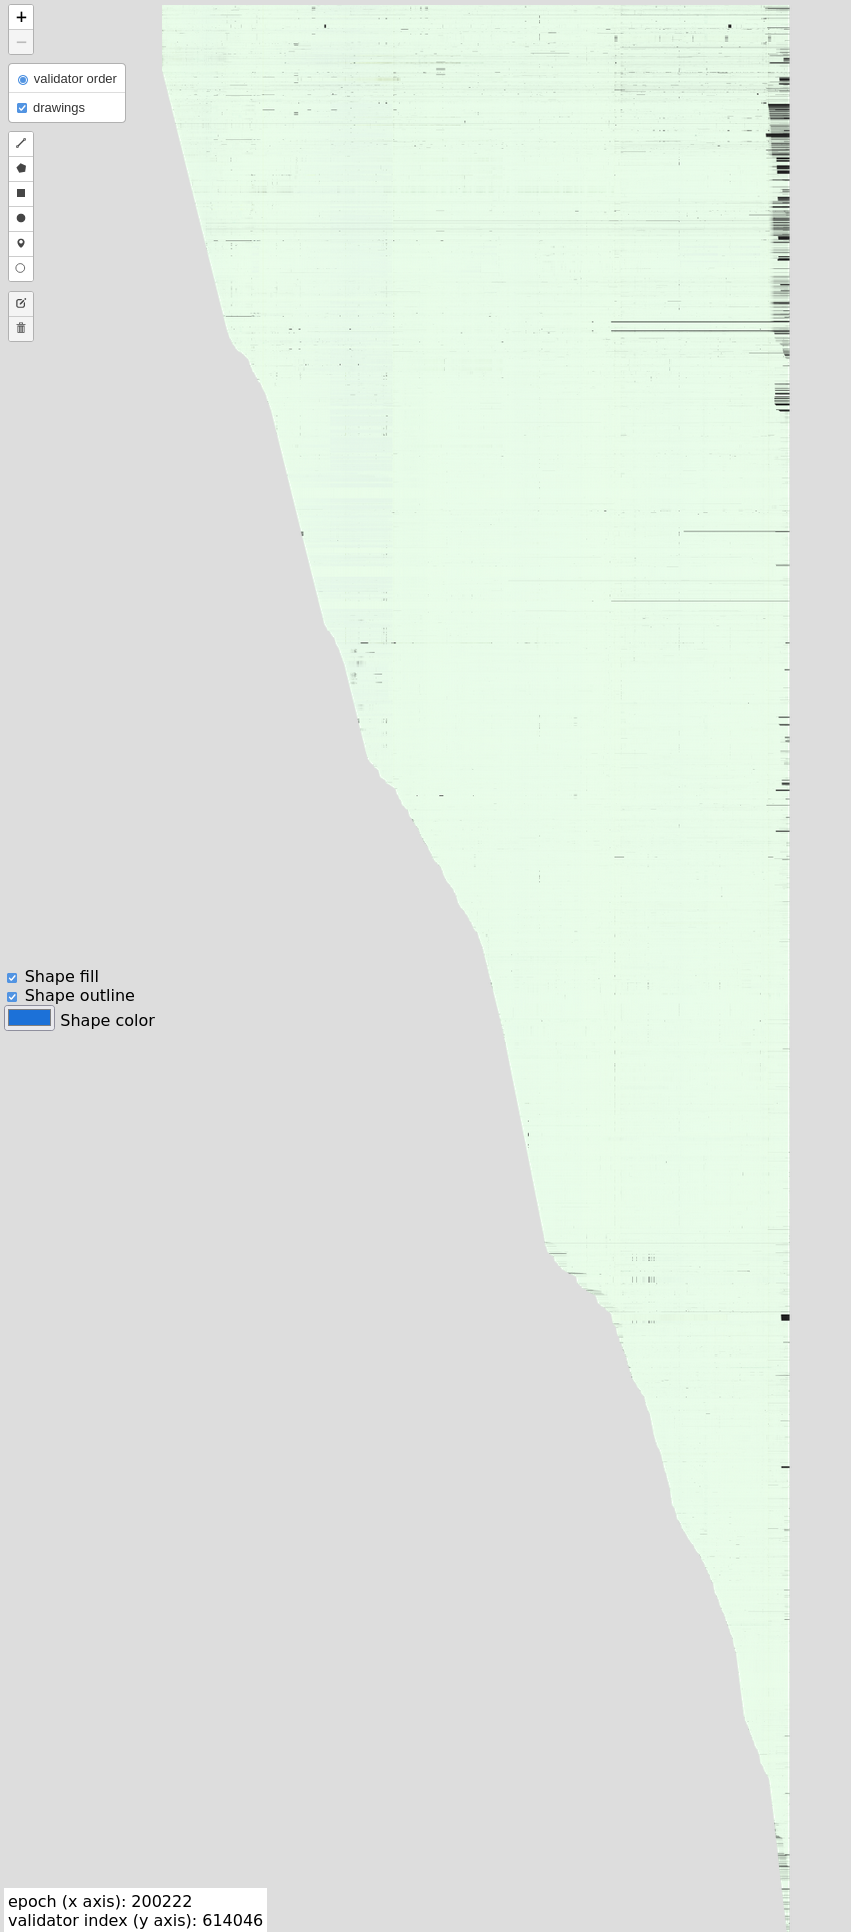 +
−
validator order
drawings
Shape fill
Shape outline
Shape color
epoch (x axis): 200222
validator index (y axis): 614046